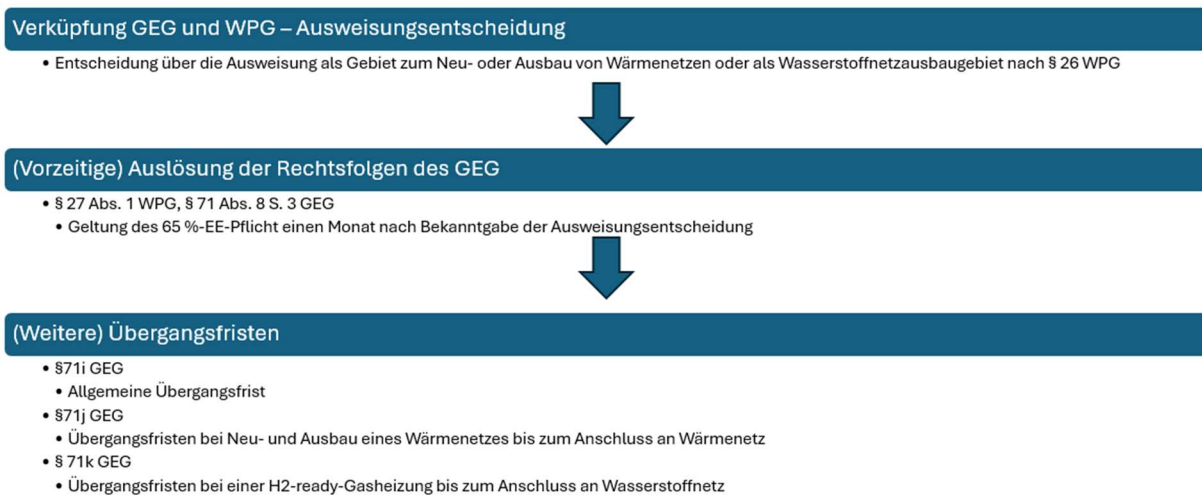 Verküpfung GEG und WPG – Ausweisungsentscheidung
• Entscheidung über die Ausweisung als Gebiet zum Neu- oder Ausbau von Wärmenetzen oder als Wasserstoffnetzausbaugebiet nach § 26 WPG
(Vorzeitige) Auslösung der Rechtsfolgen des GEG
• § 27 Abs. 1 WPG, § 71 Abs. 8 S. 3 GEG
• Geltung des 65 %-EE-Pflicht einen Monat nach Bekanntgabe der Ausweisungsentscheidung
(Weitere) Übergangsfristen
• §71i GEG
• Allgemeine Übergangsfrist
• §71j GEG
• Übergangsfristen bei Neu- und Ausbau eines Wärmenetzes bis zum Anschluss an Wärmenetz
• § 71k GEG
• Übergangsfristen bei einer H2-ready-Gasheizung bis zum Anschluss an Wasserstoffnetz